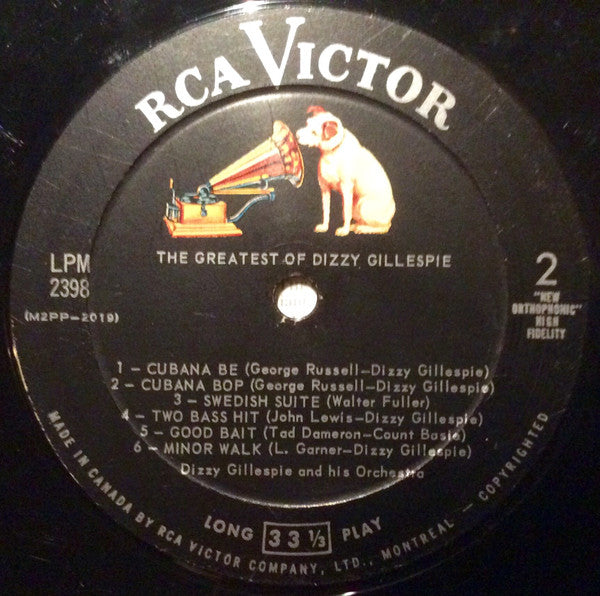 RCA VICTOR
THE GREATEST OF DIZZY GILLESPIE
LPM
2398
(M2PP-2019)
2
"NEW
ORTHOPHONIC"
HIGH
FIDELITY
1 - CUBANA BE (George Russell-Dizzy Gillespie)
2 - CUBANA BOP (George Russell-Dizzy Gillespie)
3 - SWEDISH SUITE (Walter Fuller)
4 - TWO BASS HIT (John Lewis-Dizzy Gillespie)
5 - GOOD BAIT (Tad Dameron-Count Basie)
6 - MINOR WALK (L. Garner-Dizzy Gillespie)
Dizzy Gillespie and his Orchestra
LONG 33 1/3 PLAY
MADE IN CANADA BY RCA VICTOR COMPANY, LTD., MONTREAL - COPYRIGHTED